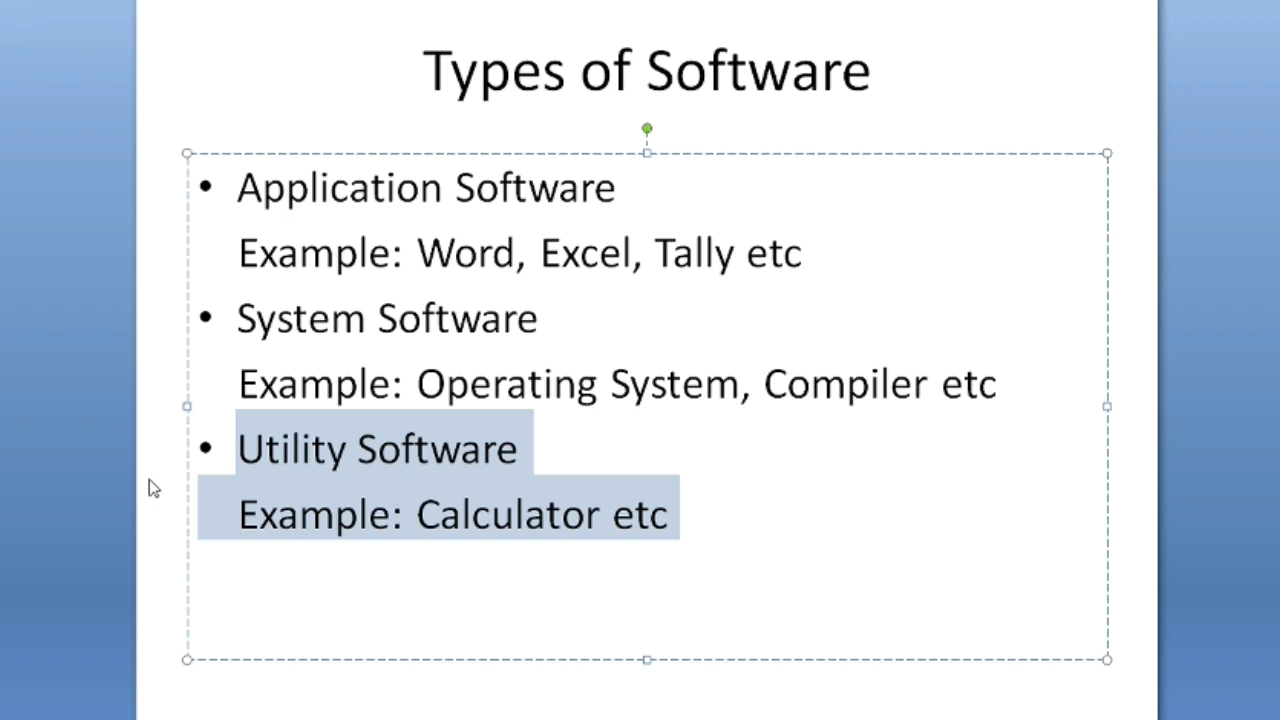 Types of Software
• Application Software
Example: Word, Excel, Tally etc
• System Software
Example: Operating System, Compiler etc
• Utility Software
Example: Calculator etc